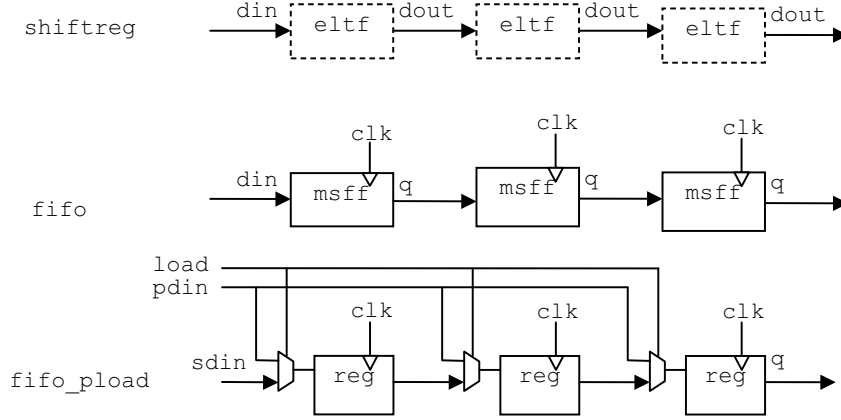 din dout dout dout
shiftreg eltf eltf eltf
clk clk clk
din msff q msff q msff q
fifo
load
pdin
clk clk clk
sdin reg reg reg q
fifo_pload